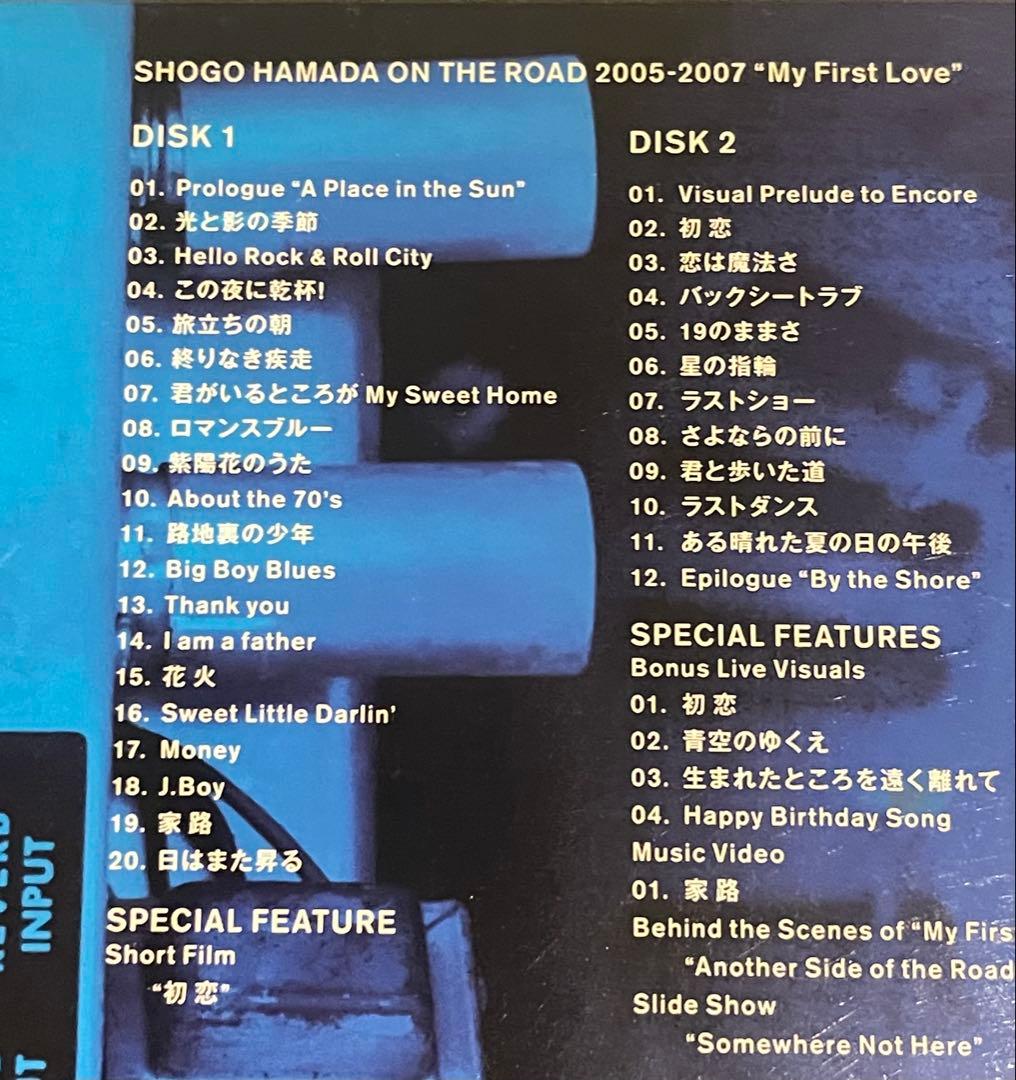 SHOGO HAMADA ON THE ROAD 2005-2007 “My First Love”
DISK 1
01. Prologue “A Place in the Sun”
02. 光と影の季節
03. Hello Rock & Roll City
04. この夜に乾杯!
05. 旅立ちの朝
06. 終りなき疾走
07. 君がいるところが My Sweet Home
08. ロマンスブルー
09. 紫陽花のうた
10. About the 70's
11. 路地裏の少年
12. Big Boy Blues
13. Thank you
14. I am a father
15. 花 火
16. Sweet Little Darlin'
17. Money
18. J.Boy
19. 家 路
20. 日はまた昇る
SPECIAL FEATURE
Short Film
“初 恋”
DISK 2
01. Visual Prelude to Encore
02. 初 恋
03. 恋は魔法さ
04. バックシートラブ
05. 19のままさ
06. 星の指輪
07. ラストショー
08. さよならの前に
09. 君と歩いた道
10. ラストダンス
11. ある晴れた夏の日の午後
12. Epilogue “By the Shore”
SPECIAL FEATURES
Bonus Live Visuals
01. 初 恋
02. 青空のゆくえ
03. 生まれたところを遠く離れて
04. Happy Birthday Song
Music Video
01. 家 路
Behind the Scenes of “My Firs
“Another Side of the Road
Slide Show
“Somewhere Not Here”
INPUT